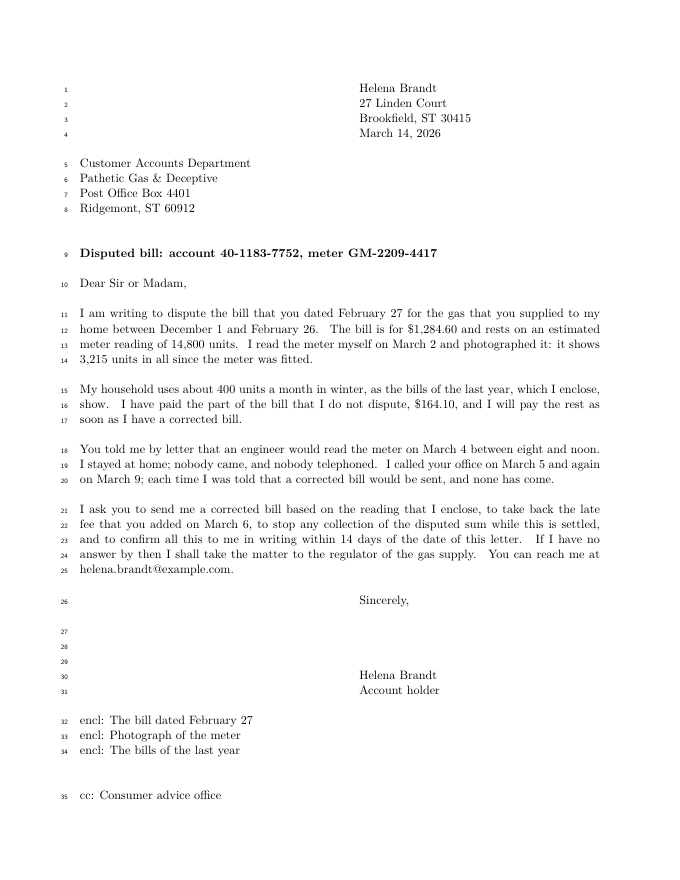 1 Helena Brandt
2 27 Linden Court
3 Brookfield, ST 30415
4 March 14, 2026
5 Customer Accounts Department
6 Pathetic Gas & Deceptive
7 Post Office Box 4401
8 Ridgemont, ST 60912
9 Disputed bill: account 40-1183-7752, meter GM-2209-4417
10 Dear Sir or Madam,
11 I am writing to dispute the bill that you dated February 27 for the gas that you supplied to my
12 home between December 1 and February 26. The bill is for $1,284.60 and rests on an estimated
13 meter reading of 14,800 units. I read the meter myself on March 2 and photographed it: it shows
14 3,215 units in all since the meter was fitted.
15 My household uses about 400 units a month in winter, as the bills of the last year, which I enclose,
16 show. I have paid the part of the bill that I do not dispute, $164.10, and I will pay the rest as
17 soon as I have a corrected bill.
18 You told me by letter that an engineer would read the meter on March 4 between eight and noon.
19 I stayed at home; nobody came, and nobody telephoned. I called your office on March 5 and again
20 on March 9; each time I was told that a corrected bill would be sent, and none has come.
21 I ask you to send me a corrected bill based on the reading that I enclose, to take back the late
22 fee that you added on March 6, to stop any collection of the disputed sum while this is settled,
23 and to confirm all this to me in writing within 14 days of the date of this letter. If I have no
24 answer by then I shall take the matter to the regulator of the gas supply. You can reach me at
25 helena.brandt@example.com.
26 Sincerely,
27
28
29
30 Helena Brandt
31 Account holder
32 encl: The bill dated February 27
33 encl: Photograph of the meter
34 encl: The bills of the last year
35 cc: Consumer advice office